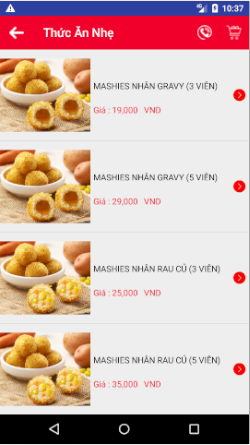 10:37
Thức Ăn Nhẹ
MASHIES NHÂN GRAVY (3 VIÊN)
Giá : 19,000 VND
MASHIES NHÂN GRAVY (5 VIÊN)
Giá : 29,000 VND
MASHIES NHÂN RAU CỦ (3 VIÊN)
Giá : 25,000 VND
MASHIES NHÂN RAU CỦ (5 VIÊN)
Giá : 35,000 VND